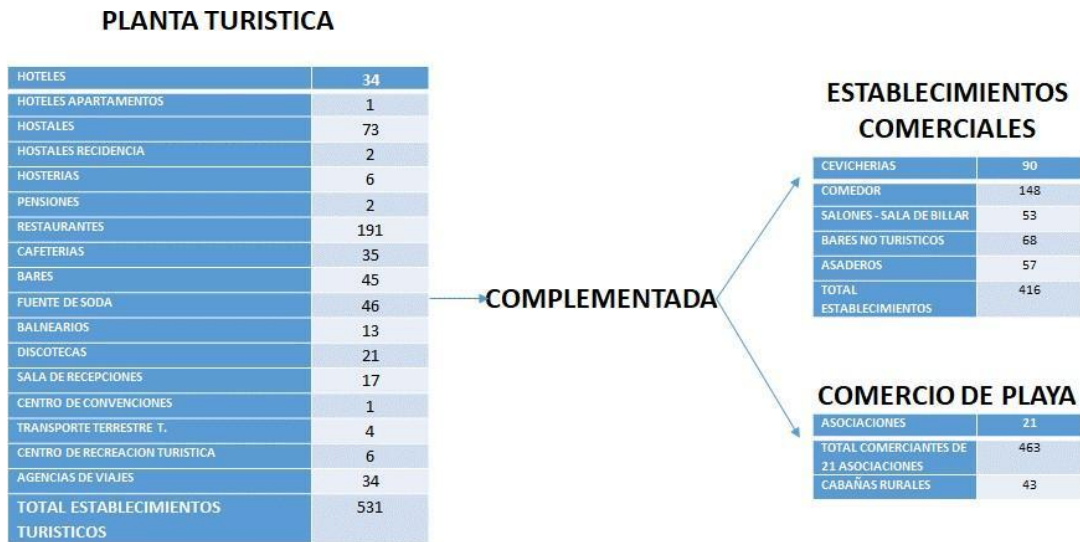 PLANTA TURISTICA
HOTELES 34
HOTELES APARTAMENTOS 1
HOSTALES 73
HOSTALES RECIDENCIA 2
HOSTERIAS 6
PENSIONES 2
RESTAURANTES 191
CAFETERIAS 35
BARES 45
FUENTE DE SODA 46
BALNEARIOS 13
DISCOTECAS 21
SALA DE RECEPCIONES 17
CENTRO DE CONVENCIONES 1
TRANSPORTE TERRESTRE T. 4
CENTRO DE RECREACION TURISTICA 6
AGENCIAS DE VIAJES 34
TOTAL ESTABLECIMIENTOS 531
TURISTICOS
COMPLEMENTADA
ESTABLECIMIENTOS
COMERCIALES
CEVICHERIAS 90
COMEDOR 148
SALONES - SALA DE BILLAR 53
BARES NO TURISTICOS 68
ASADEROS 57
TOTAL 416
ESTABLECIMIENTOS
COMERCIO DE PLAYA
ASOCIACIONES 21
TOTAL COMERCIANTES DE 463
21 ASOCIACIONES
CABAÑAS RURALES 43